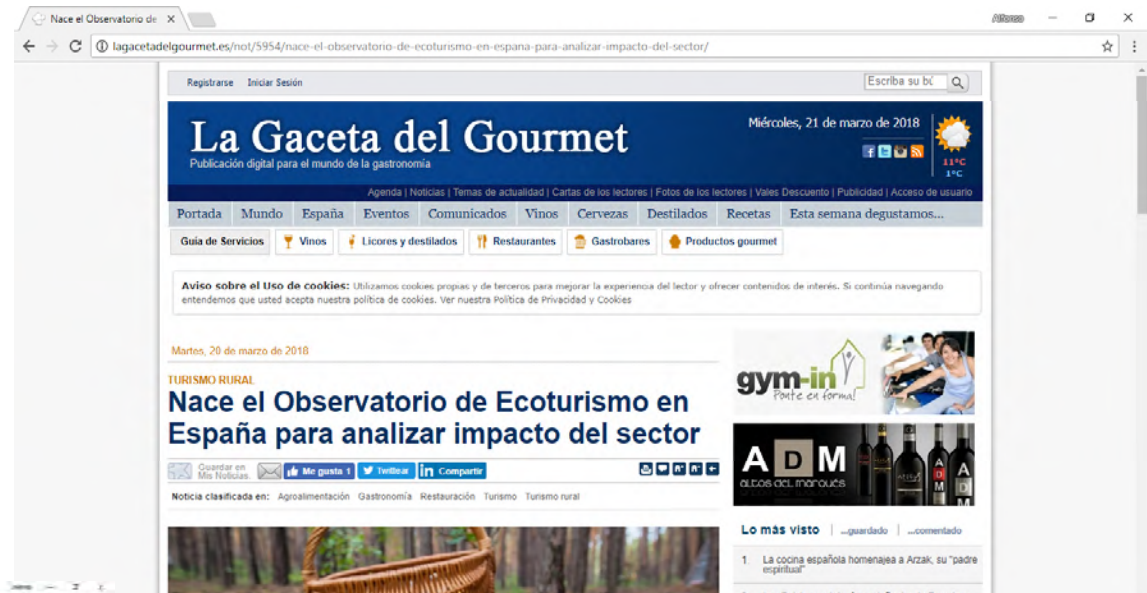 Nace el Observatorio de
Alfonso
lagacetadelgourmet.es/not/5954/nace-el-observatorio-de-ecoturismo-en-espana-para-analizar-impacto-del-sector/
Registrarse Iniciar Sesión
Escriba su bú
La Gaceta del Gourmet
Publicación digital para el mundo de la gastronomía
Miércoles, 21 de marzo de 2018
11ºC
1ºC
Agenda | Noticias | Temas de actualidad | Cartas de los lectores | Fotos de los lectores | Vales Descuento | Publicidad | Acceso de usuario
Portada Mundo España Eventos Comunicados Vinos Cervezas Destilados Recetas Esta semana degustamos...
Guía de Servicios Vinos Licores y destilados Restaurantes Gastrobares Productos gourmet
Aviso sobre el Uso de cookies: Utilizamos cookies propias y de terceros para mejorar la experiencia del lector y ofrecer contenidos de interés. Si continúa navegando
entendemos que usted acepta nuestra política de cookies. Ver nuestra Política de Privacidad y Cookies
Martes, 20 de marzo de 2018
TURISMO RURAL
Nace el Observatorio de Ecoturismo en
España para analizar impacto del sector
Guardar en
Mis Noticias
Me gusta 1 Twittear in Compartir
Noticia clasificada en: Agroalimentación Gastronomía Restauración Turismo Turismo rural
gym-in
Ponte en forma!
ADM
ALTOS DEL MARQUÉS
Lo más visto | ...guardado | ...comentado
1. La cocina española homenajea a Arzak, su "padre
espiritual"